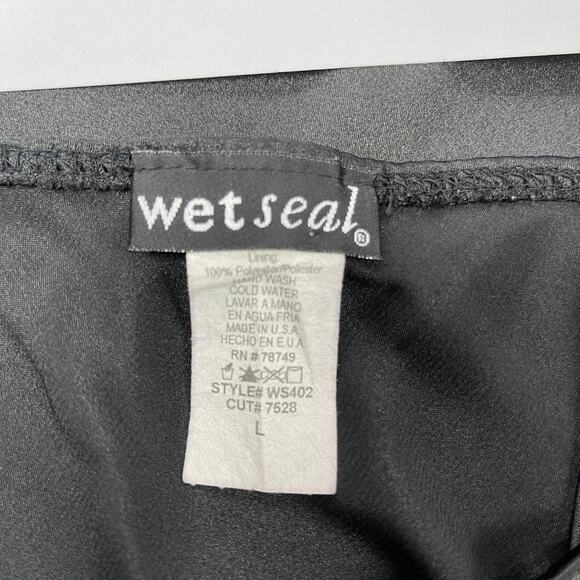 wet seal®
Lining:
100% Polyester/Poliester
HAND WASH
COLD WATER
LAVAR A MANO
EN AGUA FRIA
MADE IN U.S.A
HECHO EN E.U.A
RN # 78749
STYLE# WS402
CUT# 7528
L